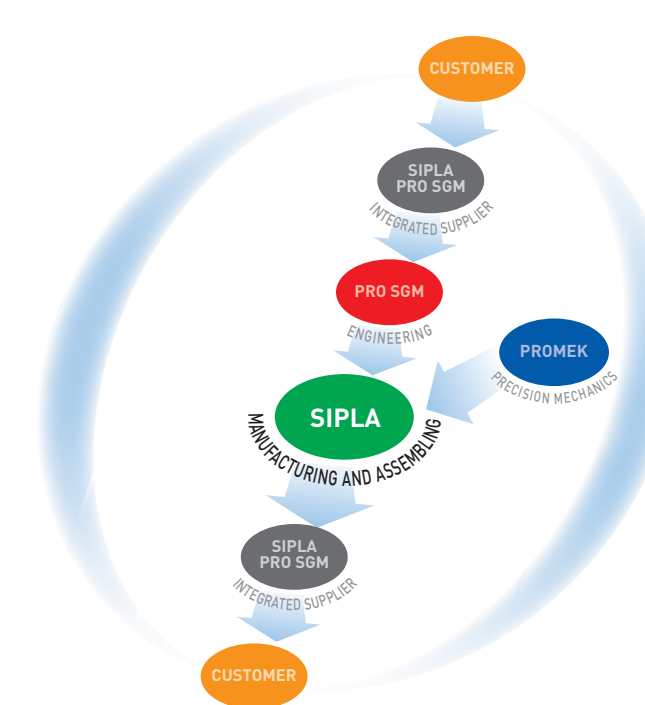 CUSTOMER
SIPLA
PRO SGM
INTEGRATED SUPPLIER
PRO SGM
ENGINEERING
PROMEK
PRECISION MECHANICS
SIPLA
MANUFACTURING AND ASSEMBLING
SIPLA
PRO SGM
INTEGRATED SUPPLIER
CUSTOMER